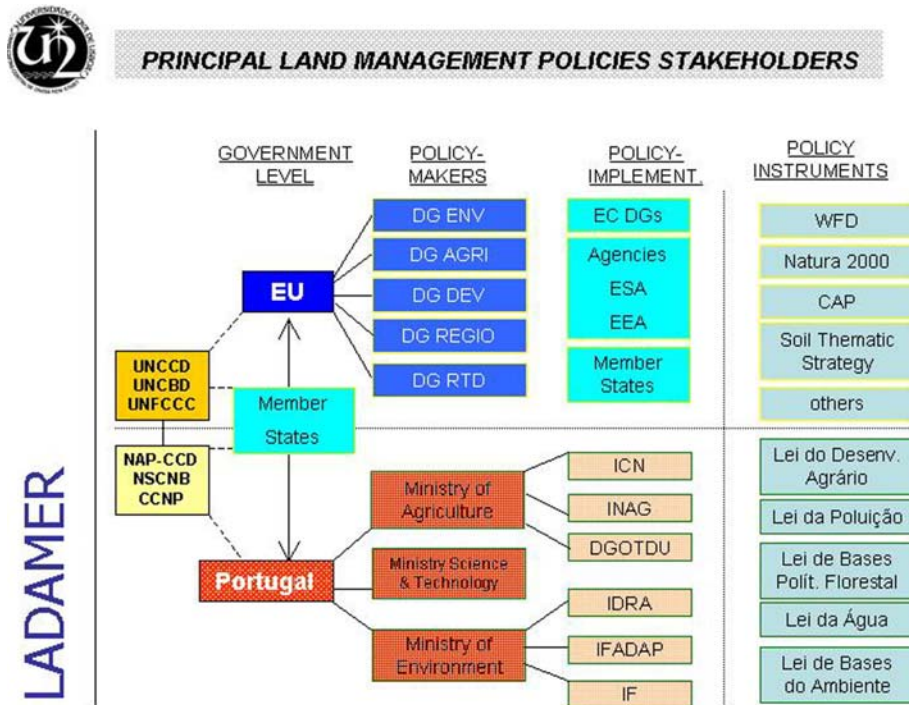 PRINCIPAL LAND MANAGEMENT POLICIES STAKEHOLDERS
LADAMER
GOVERNMENT
LEVEL
POLICY-
MAKERS
POLICY-
IMPLEMENT.
POLICY
INSTRUMENTS
EU
DG ENV
DG AGRI
DG DEV
DG REGIO
DG RTD
EC DGs
Agencies
ESA
EEA
Member
States
WFD
Natura 2000
CAP
Soil Thematic
Strategy
others
UNCCD
UNCBD
UNFCCC
Member
States
NAP-CCD
NSCNB
CCNP
Portugal
Ministry of
Agriculture
Ministry Science
& Technology
Ministry of
Environment
ICN
INAG
DGOTDU
IDRA
IFADAP
IF
Lei do Desenv.
Agrário
Lei da Poluição
Lei de Bases
Polít. Florestal
Lei da Água
Lei de Bases
do Ambiente